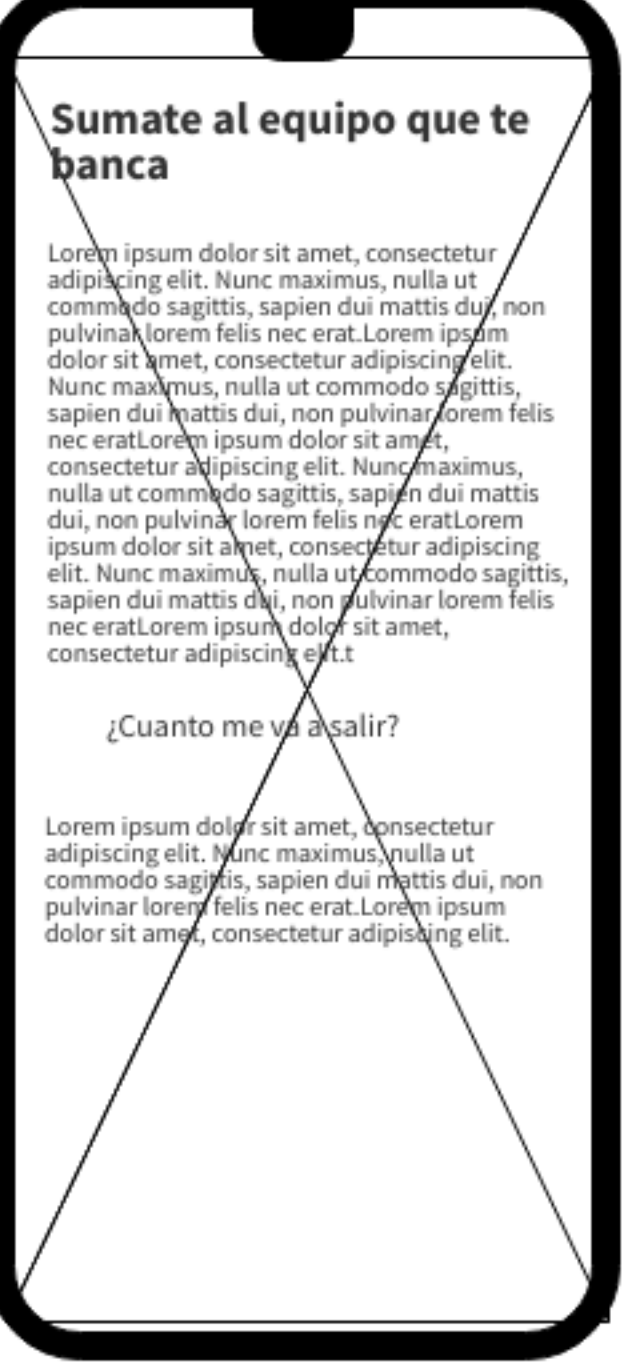 Sumate al equipo que te
banca
Lorem ipsum dolor sit amet, consectetur
adipiscing elit. Nunc maximus, nulla ut
commodo sagittis, sapien dui mattis dui, non
pulvinar lorem felis nec erat.Lorem ipsum
dolor sit amet, consectetur adipiscing elit.
Nunc maximus, nulla ut commodo sagittis,
sapien dui mattis dui, non pulvinar lorem felis
nec eratLorem ipsum dolor sit amet,
consectetur adipiscing elit. Nunc maximus,
nulla ut commodo sagittis, sapien dui mattis
dui, non pulvinar lorem felis nec eratLorem
ipsum dolor sit amet, consectetur adipiscing
elit. Nunc maximus, nulla ut commodo sagittis,
sapien dui mattis dui, non pulvinar lorem felis
nec eratLorem ipsum dolor sit amet,
consectetur adipiscing elit.t
¿Cuanto me va a salir?
Lorem ipsum dolor sit amet, consectetur
adipiscing elit. Nunc maximus, nulla ut
commodo sagittis, sapien dui mattis dui, non
pulvinar lorem felis nec erat.Lorem ipsum
dolor sit amet, consectetur adipiscing elit.